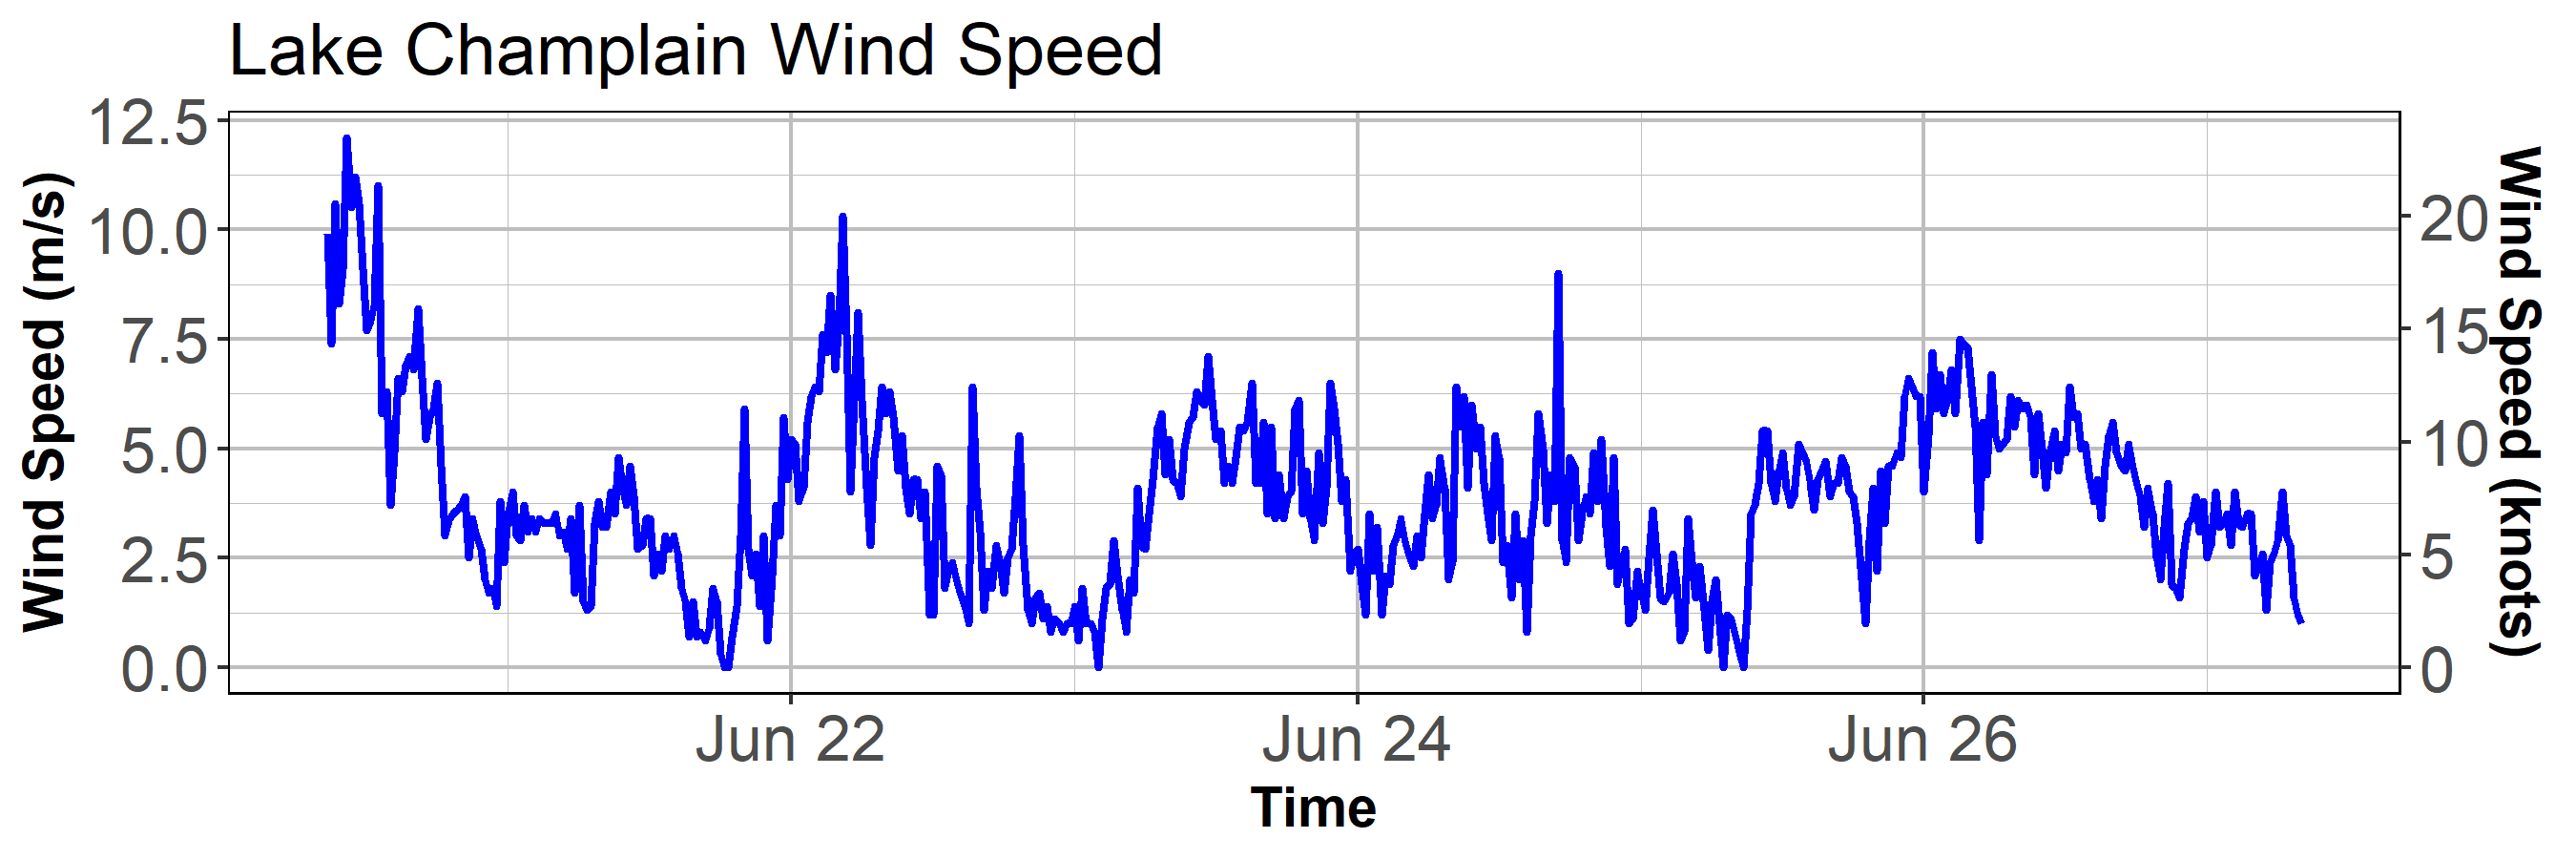 Lake Champlain Wind Speed
12.5
10.0
7.5
5.0
2.5
0.0
Wind Speed (m/s)
20
15
10
5
0
Wind Speed (knots)
Jun 22 Jun 24 Jun 26
Time